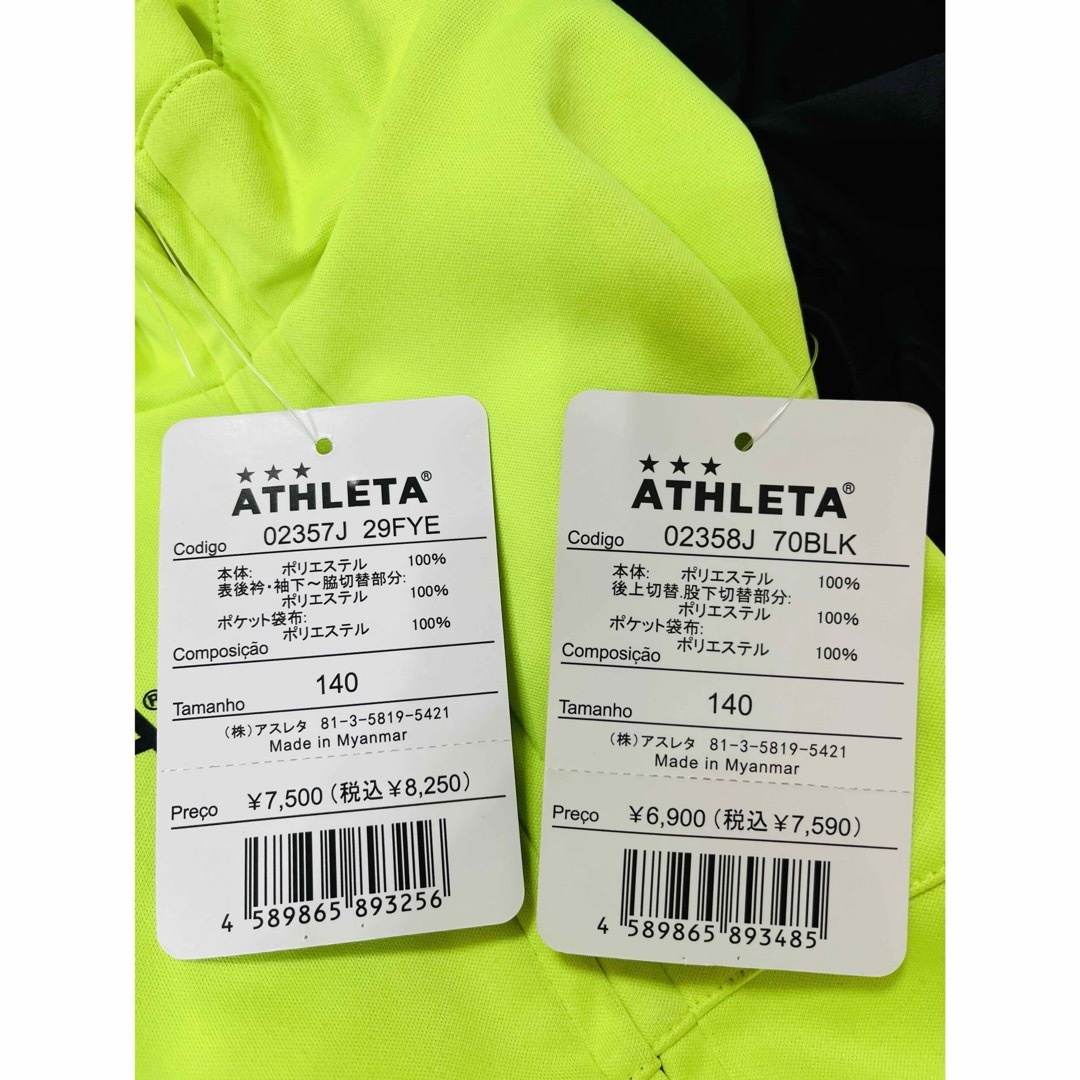 ★★★
ATHLETA®
Codigo 02357J 29FYE
本体: ポリエステル 100%
表後衿・袖下~脇切替部分:
ポリエステル 100%
ポケット袋布:
ポリエステル 100%
Composição
Tamanho 140
(株)アスレタ 81-3-5819-5421
Made in Myanmar
Preço ¥7,500(税込¥8,250)
4 589865 893256
★★★
ATHLETA®
Codigo 02358J 70BLK
本体: ポリエステル 100%
後上切替.股下切替部分:
ポリエステル 100%
ポケット袋布:
ポリエステル 100%
Composição
Tamanho 140
(株)アスレタ 81-3-5819-5421
Made in Myanmar
Preço ¥6,900(税込¥7,590)
4 589865 893485